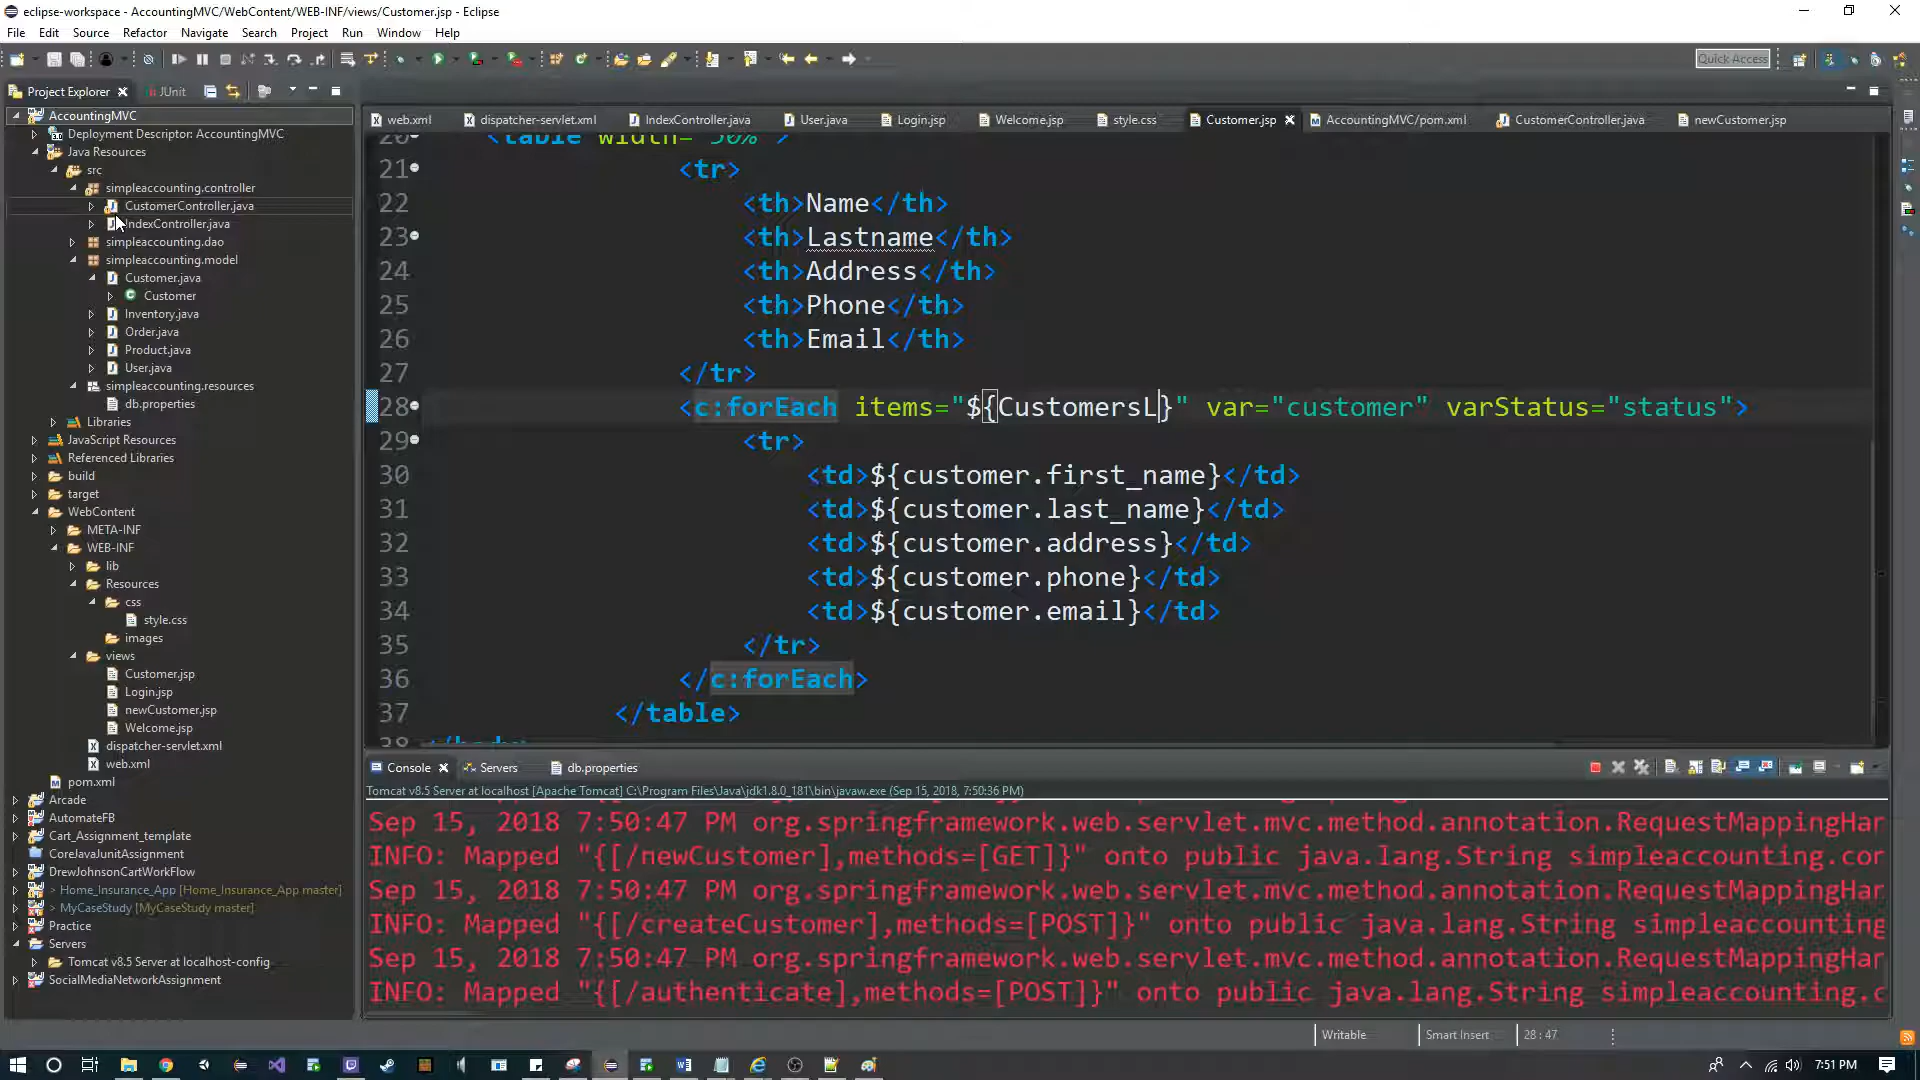 eclipse-workspace - AccountingMVC/WebContent/WEB-INF/views/Customer.jsp - Eclipse
File Edit Source Refactor Navigate Search Project Run Window Help
Quick Access
Project Explorer JUnit
web.xml dispatcher-servlet.xml IndexController.java User.java Login.jsp Welcome.jsp style.css Customer.jsp AccountingMVC/pom.xml CustomerController.java newCustomer.jsp
AccountingMVC
Deployment Descriptor: AccountingMVC
Java Resources
src
simpleaccounting.controller
CustomerController.java
IndexController.java
simpleaccounting.dao
simpleaccounting.model
Customer.java
Customer
Inventory.java
Order.java
Product.java
User.java
simpleaccounting.resources
db.properties
Libraries
JavaScript Resources
Referenced Libraries
build
target
WebContent
META-INF
WEB-INF
lib
Resources
css
style.css
images
views
Customer.jsp
Login.jsp
newCustomer.jsp
Welcome.jsp
dispatcher-servlet.xml
web.xml
pom.xml
Arcade
AutomateFB
Cart_Assignment_template
CoreJavaJunitAssignment
DrewJohnsonCartWorkFlow
> Home_Insurance_App [Home_Insurance_App master]
> MyCaseStudy [MyCaseStudy master]
Practice
Servers
Tomcat v8.5 Server at localhost-config
SocialMediaNetworkAssignment
20 <table width="50%">
21 <tr>
22 <th>Name</th>
23 <th>Lastname</th>
24 <th>Address</th>
25 <th>Phone</th>
26 <th>Email</th>
27 </tr>
28 <c:forEach items="${CustomersL}" var="customer" varStatus="status">
29 <tr>
30 <td>${customer.first_name}</td>
31 <td>${customer.last_name}</td>
32 <td>${customer.address}</td>
33 <td>${customer.phone}</td>
34 <td>${customer.email}</td>
35 </tr>
36 </c:forEach>
37 </table>
38 </body>
Console Servers db.properties
Tomcat v8.5 Server at localhost [Apache Tomcat] C:\Program Files\Java\jdk1.8.0_181\bin\javaw.exe (Sep 15, 2018, 7:50:36 PM)
Sep 15, 2018 7:50:47 PM org.springframework.web.servlet.mvc.method.annotation.RequestMappingHar
INFO: Mapped "{[/newCustomer],methods=[GET]}" onto public java.lang.String simpleaccounting.cor
Sep 15, 2018 7:50:47 PM org.springframework.web.servlet.mvc.method.annotation.RequestMappingHar
INFO: Mapped "{[/createCustomer],methods=[POST]}" onto public java.lang.String simpleaccounting
Sep 15, 2018 7:50:47 PM org.springframework.web.servlet.mvc.method.annotation.RequestMappingHar
INFO: Mapped "{[/authenticate],methods=[POST]}" onto public java.lang.String simpleaccounting.c
Writable Smart Insert 28 : 47
7:51 PM